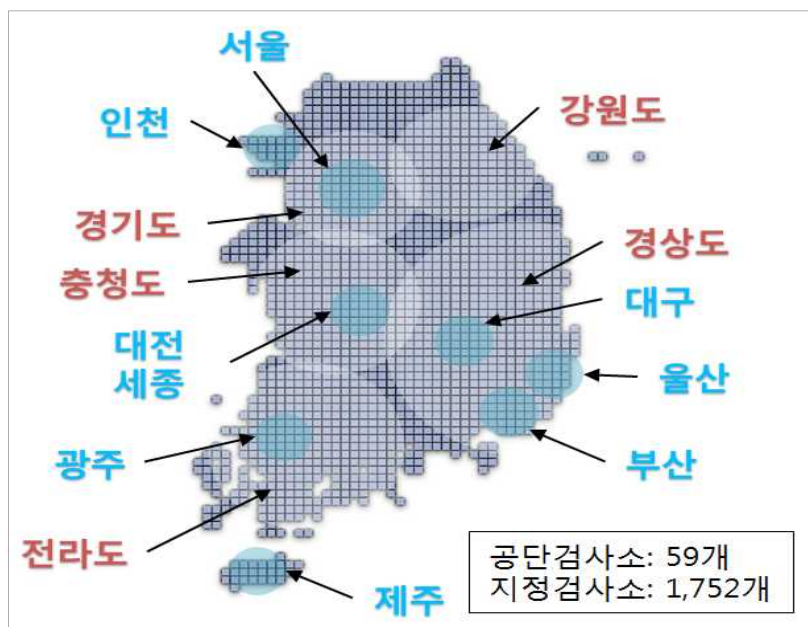 서울
인천
강원도
경기도
경상도
충청도
대구
대전
세종
울산
광주
부산
전라도
제주
공단검사소: 59개
지정검사소: 1,752개